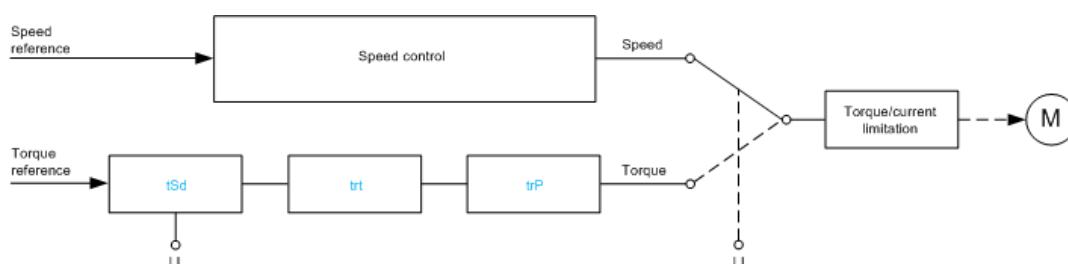 Speed
reference
Speed control
Speed
Torque/current
limitation
M
Torque
reference
tSd
trt
trP
Torque